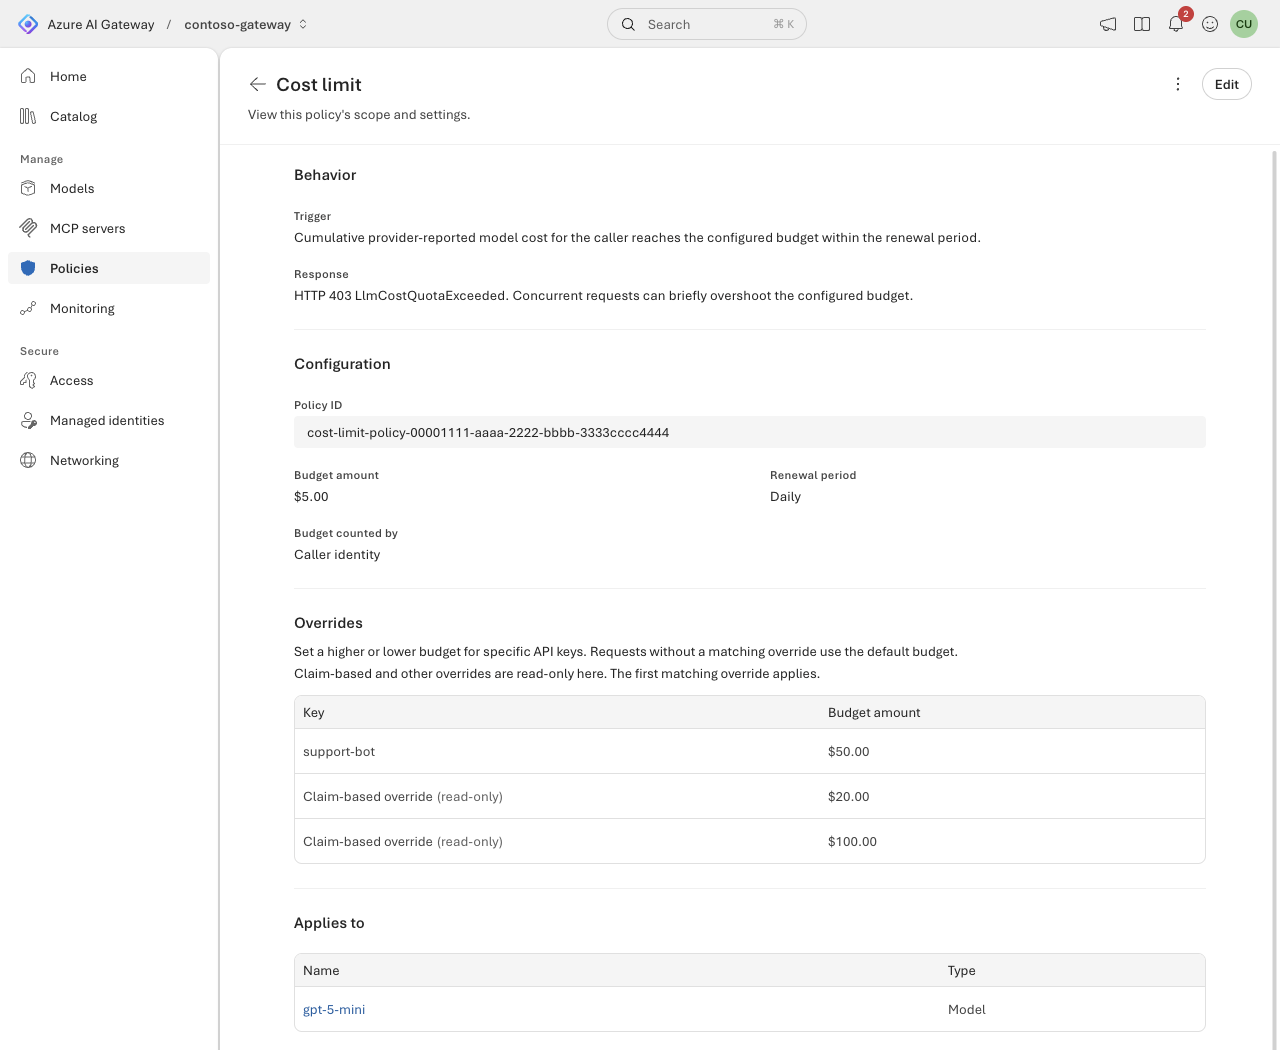 Azure AI Gateway / contoso-gateway
Search ⌘ K
2
CU
Home
Catalog
Manage
Models
MCP servers
Policies
Monitoring
Secure
Access
Managed identities
Networking
Cost limit
Edit
View this policy's scope and settings.
Behavior
Trigger
Cumulative provider-reported model cost for the caller reaches the configured budget within the renewal period.
Response
HTTP 403 LlmCostQuotaExceeded. Concurrent requests can briefly overshoot the configured budget.
Configuration
Policy ID
cost-limit-policy-00001111-aaaa-2222-bbbb-3333cccc4444
Budget amount Renewal period
$5.00 Daily
Budget counted by
Caller identity
Overrides
Set a higher or lower budget for specific API keys. Requests without a matching override use the default budget.
Claim-based and other overrides are read-only here. The first matching override applies.
Key Budget amount
support-bot $50.00
Claim-based override (read-only) $20.00
Claim-based override (read-only) $100.00
Applies to
Name Type
gpt-5-mini Model